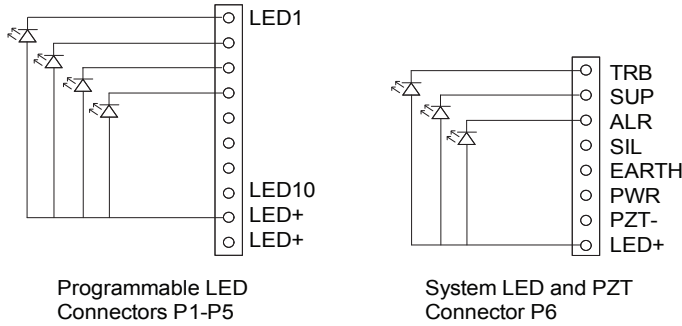 LED1
LED10
LED+
LED+
Programmable LED
Connectors P1-P5
TRB
SUP
ALR
SIL
EARTH
PWR
PZT-
LED+
System LED and PZT
Connector P6